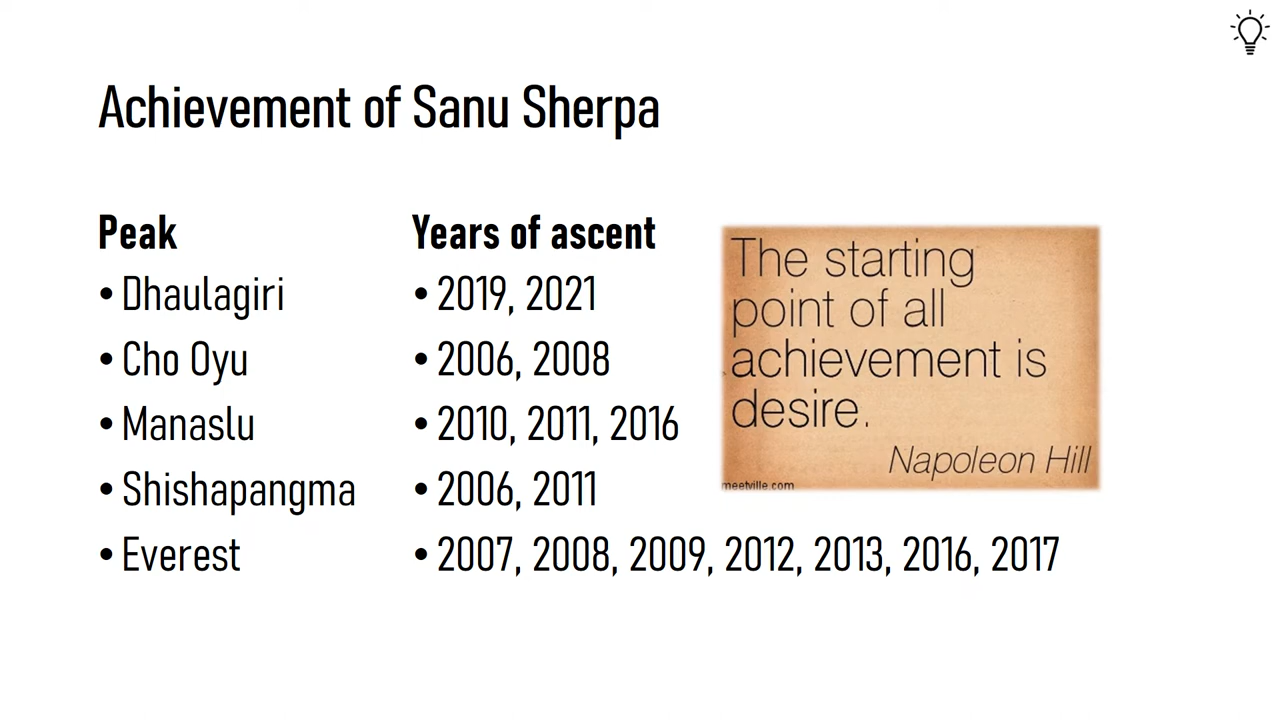 Achievement of Sanu Sherpa
Peak
• Dhaulagiri
• Cho Oyu
• Manaslu
• Shishapangma
• Everest
Years of ascent
• 2019, 2021
• 2006, 2008
• 2010, 2011, 2016
• 2006, 2011
• 2007, 2008, 2009, 2012, 2013, 2016, 2017
The starting
point of all
achievement is
desire.
Napoleon Hill
meetville.com